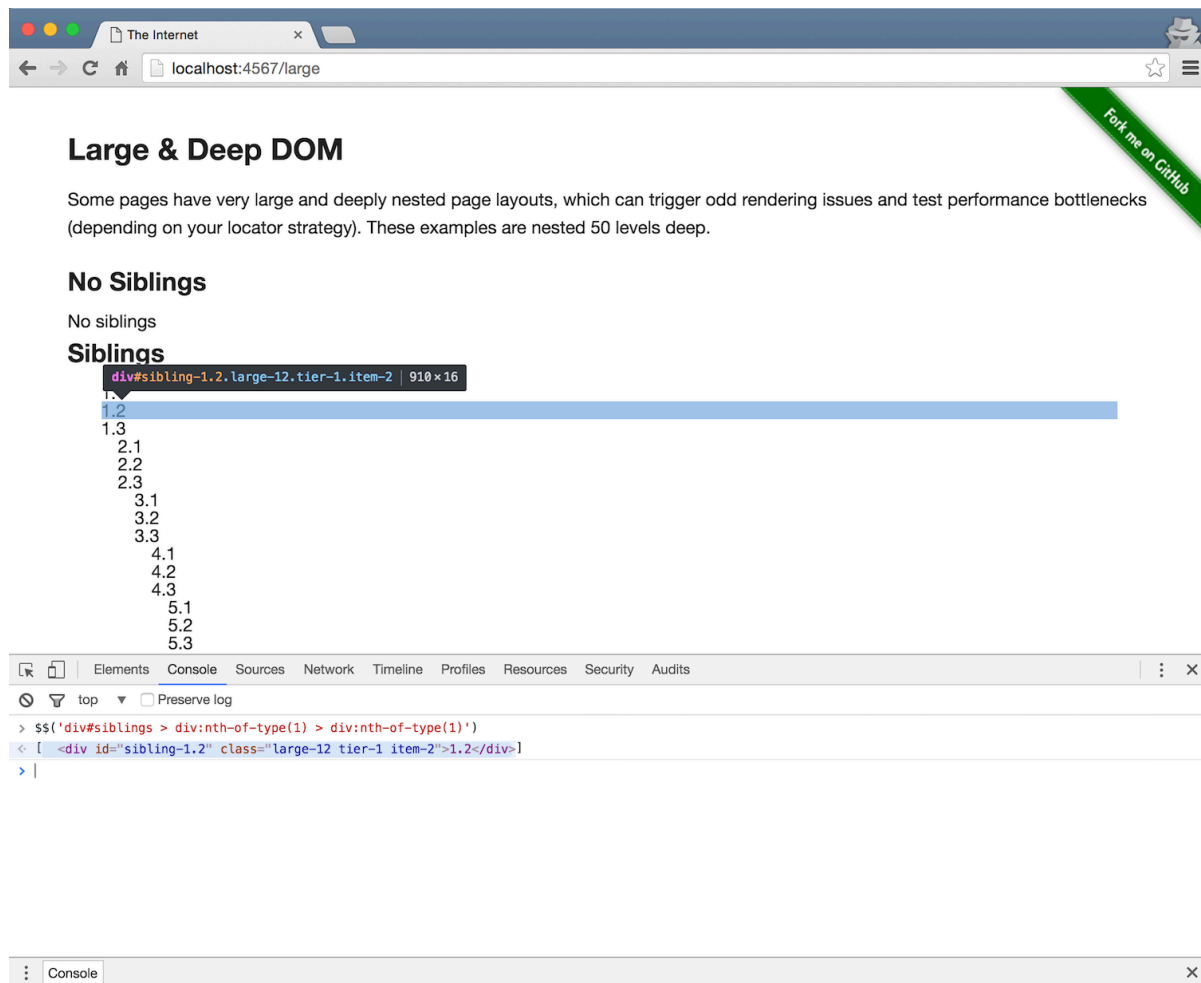 The Internet ×
localhost:4567/large
Fork me on GitHub
Large & Deep DOM
Some pages have very large and deeply nested page layouts, which can trigger odd rendering issues and test performance bottlenecks
(depending on your locator strategy). These examples are nested 50 levels deep.
No Siblings
No siblings
Siblings
div#sibling-1.2.large-12.tier-1.item-2 | 910×16
1.2
1.3
2.1
2.2
2.3
3.1
3.2
3.3
4.1
4.2
4.3
5.1
5.2
5.3
Elements Console Sources Network Timeline Profiles Resources Security Audits
top ▼ Preserve log
> $$('div#siblings > div:nth-of-type(1) > div:nth-of-type(1)')
[ <div id="sibling-1.2" class="large-12 tier-1 item-2">1.2</div>]
>
Console